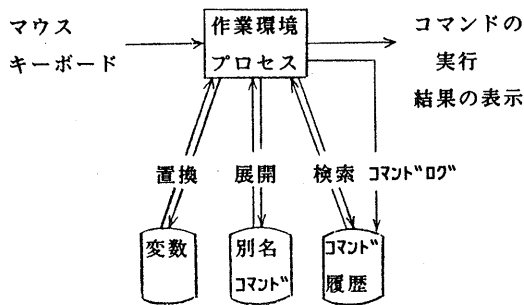 マウス
キーボード
作業環境
プロセス
コマンドの
実行
結果の表示
置換
展開
検索
ｺﾏﾝﾄﾞﾛｸﾞ
変数
別名
ｺﾏﾝﾄﾞ
ｺﾏﾝﾄﾞ
履歴